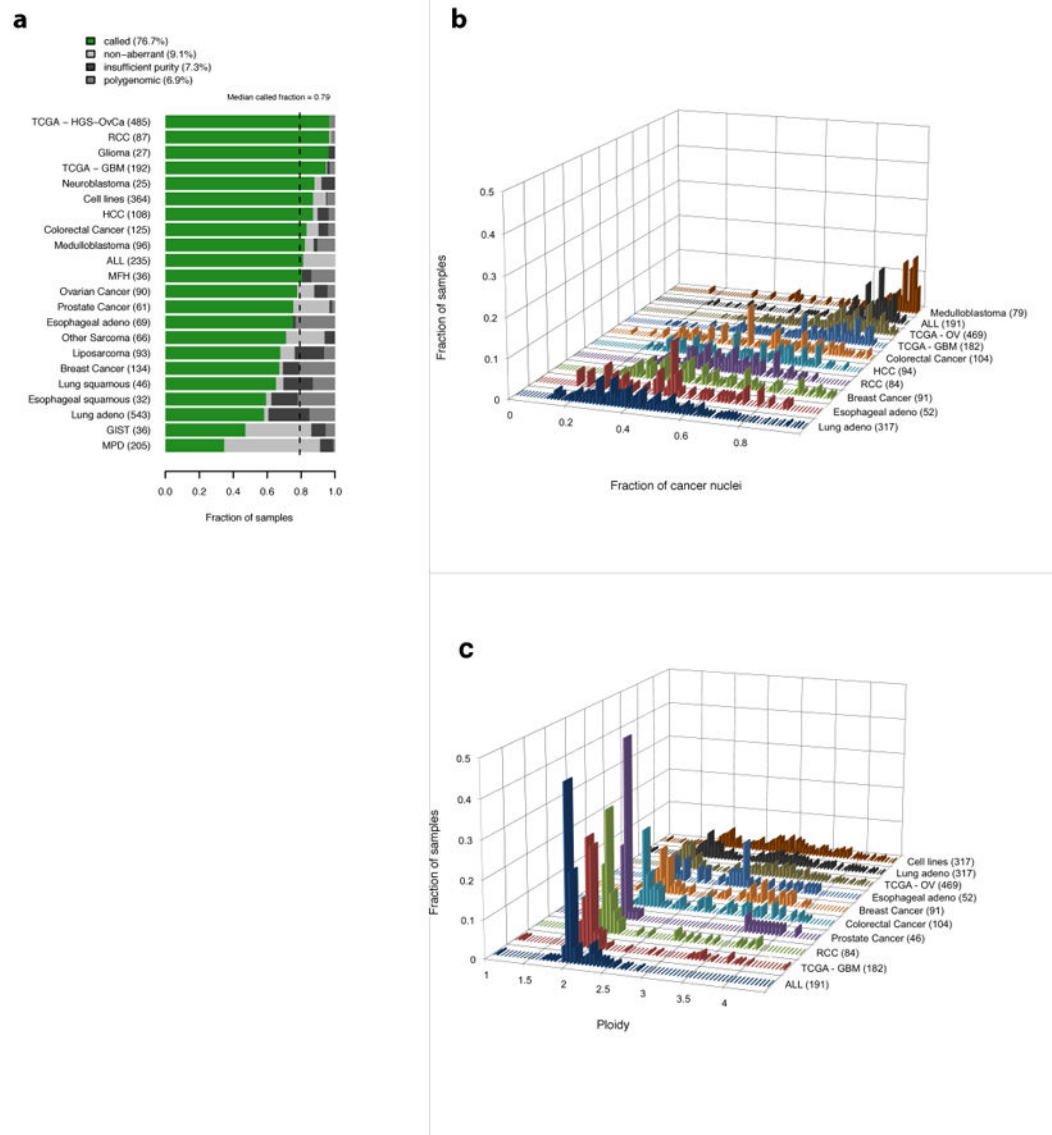 a
called (76.7%)
non−aberrant (9.1%)
insufficient purity (7.3%)
polygenomic (6.9%)
Median called fraction = 0.79
TCGA − HGS−OvCa (485)
RCC (87)
Glioma (27)
TCGA − GBM (192)
Neuroblastoma (25)
Cell lines (364)
HCC (108)
Colorectal Cancer (125)
Medulloblastoma (96)
ALL (235)
MFH (36)
Ovarian Cancer (90)
Prostate Cancer (61)
Esophageal adeno (69)
Other Sarcoma (66)
Liposarcoma (93)
Breast Cancer (134)
Lung squamous (46)
Esophageal squamous (32)
Lung adeno (543)
GIST (36)
MPD (205)
0.0 0.2 0.4 0.6 0.8 1.0
Fraction of samples
b
0.5
0.4
0.3
0.2
0.1
0
Fraction of samples
0 0.2 0.4 0.6 0.8
Fraction of cancer nuclei
Medulloblastoma (79)
ALL (191)
TCGA - OV (469)
TCGA - GBM (182)
Colorectal Cancer (104)
HCC (94)
RCC (84)
Breast Cancer (91)
Esophageal adeno (52)
Lung adeno (317)
c
0.5
0.4
0.3
0.2
0.1
0
Fraction of samples
1 1.5 2 2.5 3 3.5 4
Ploidy
Cell lines (317)
Lung adeno (317)
TCGA - OV (469)
Esophageal adeno (52)
Breast Cancer (91)
Colorectal Cancer (104)
Prostate Cancer (46)
RCC (84)
TCGA - GBM (182)
ALL (191)